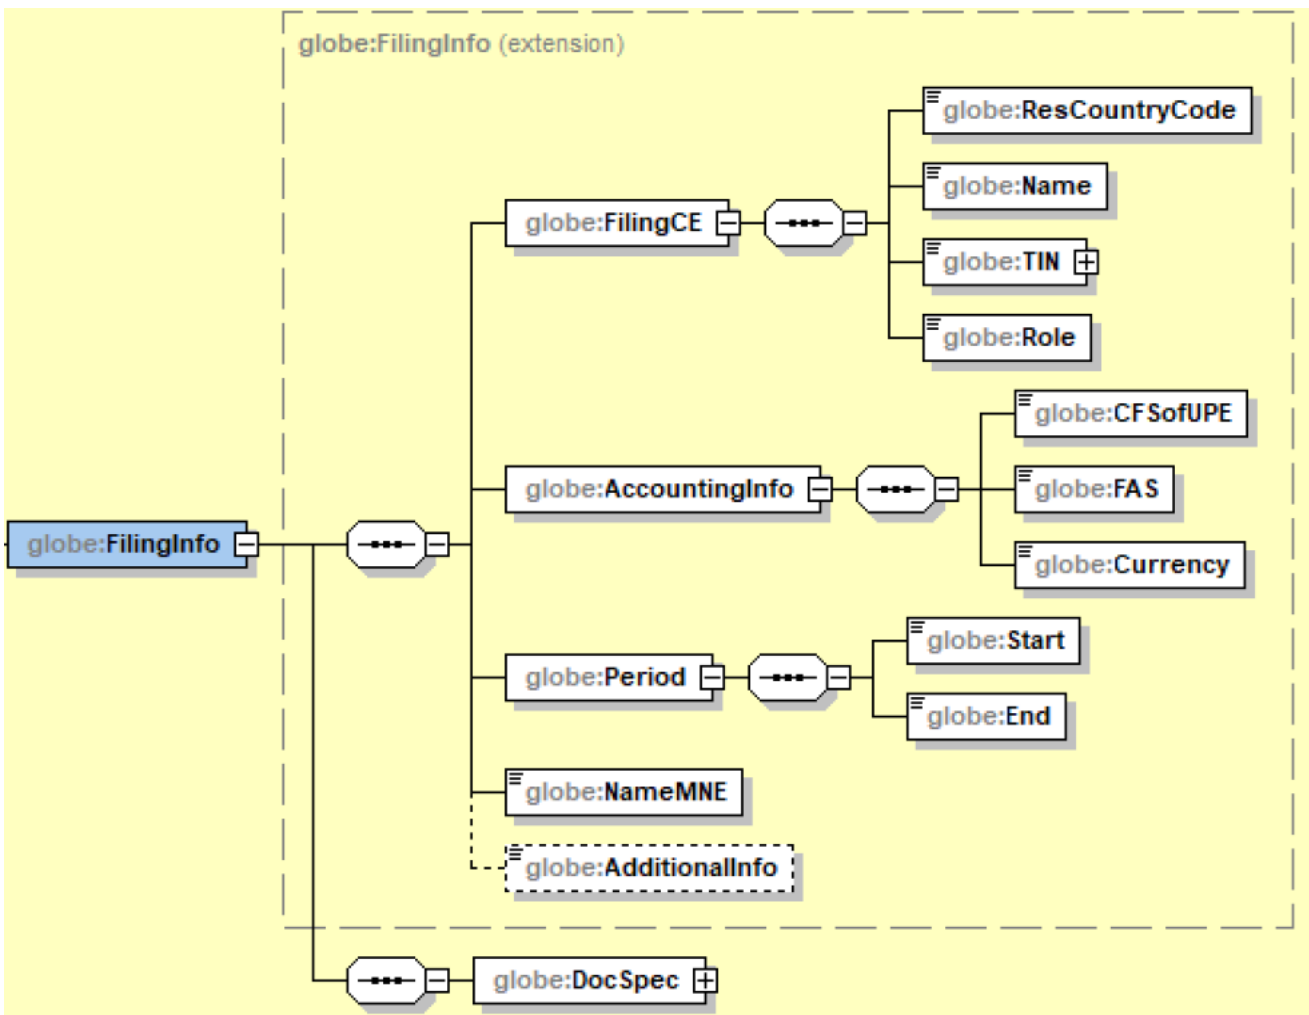 globe:FilingInfo (extension)
globe:ResCountryCode
globe:Name
globe:FilingCE
globe:TIN
globe:Role
globe:CFSofUPE
globe:AccountingInfo
globe:FAS
globe:FilingInfo
globe:Currency
globe:Start
globe:Period
globe:End
globe:NameMNE
globe:AdditionalInfo
globe:DocSpec